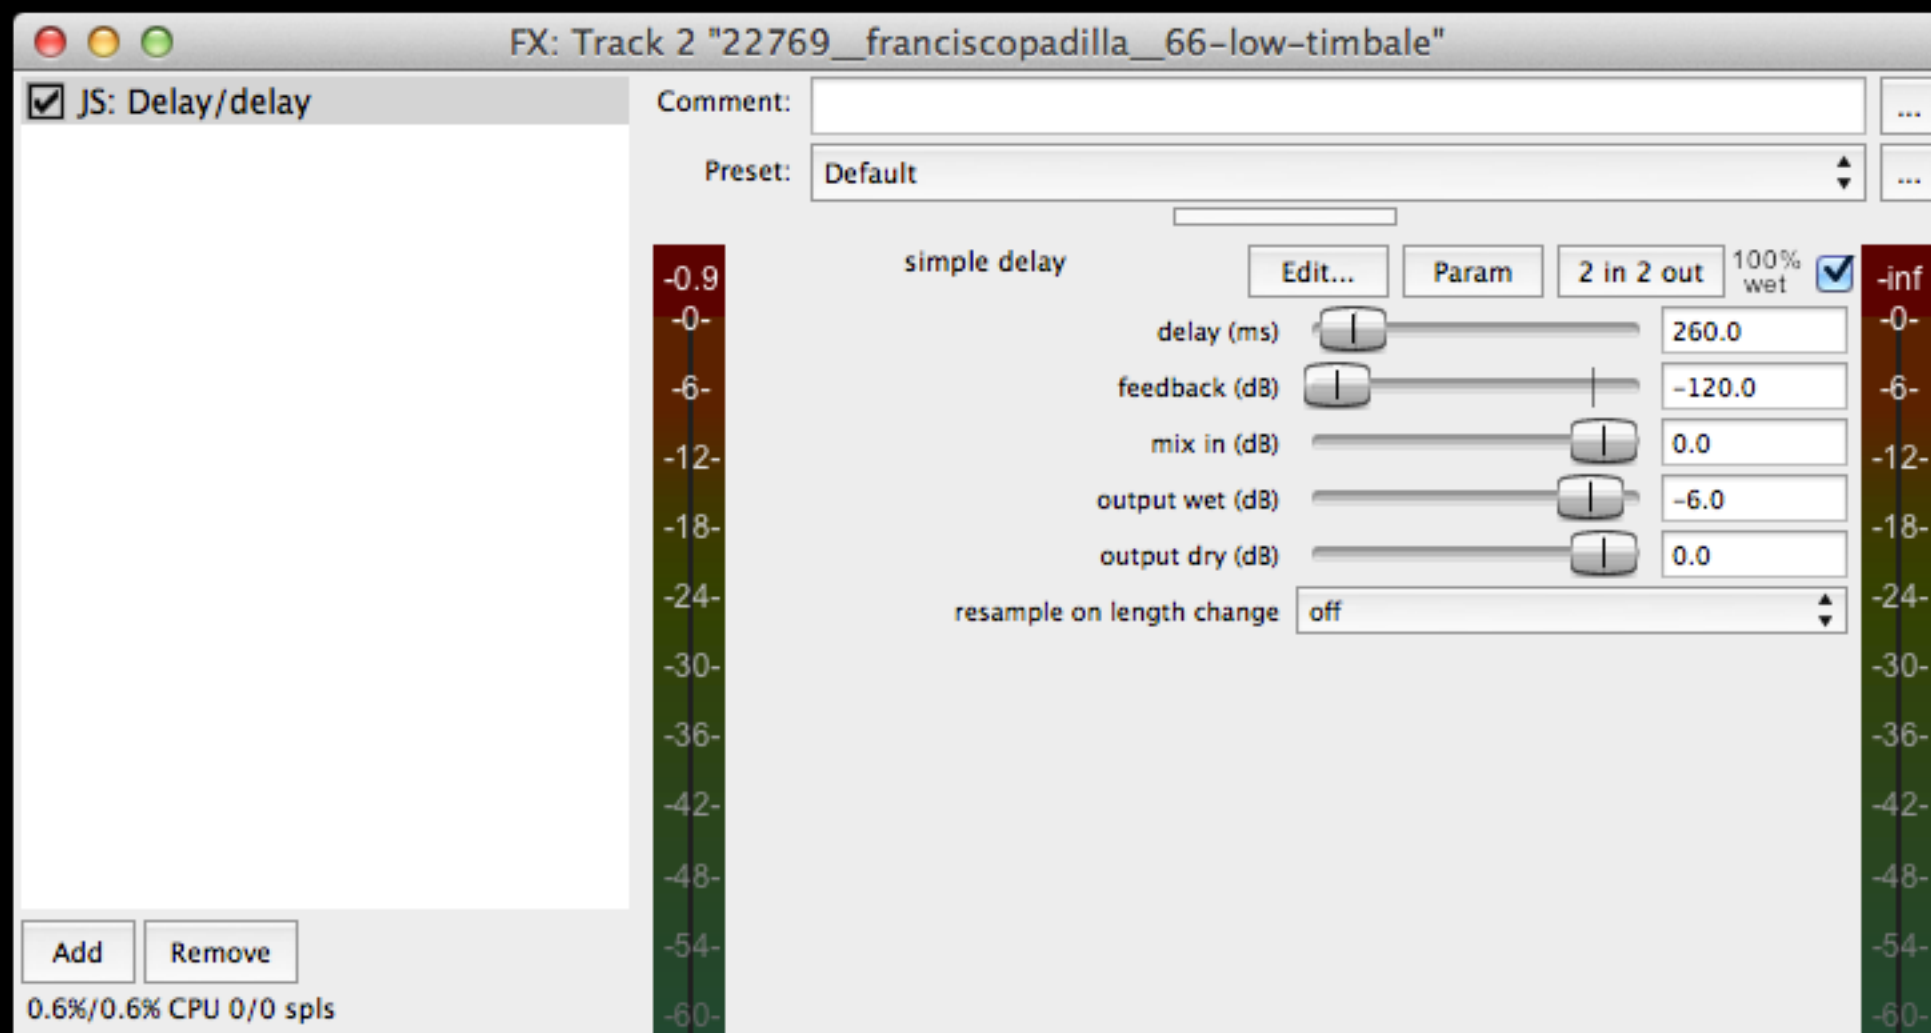 FX: Track 2 "22769__franciscopadilla__66-low-timbale"
JS: Delay/delay
Comment:
...
Preset: Default
...
simple delay Edit... Param 2 in 2 out 100% wet
delay (ms) 260.0
feedback (dB) -120.0
mix in (dB) 0.0
output wet (dB) -6.0
output dry (dB) 0.0
resample on length change off
-0.9
-0-
-6-
-12-
-18-
-24-
-30-
-36-
-42-
-48-
-54-
-60-
-inf
-0-
-6-
-12-
-18-
-24-
-30-
-36-
-42-
-48-
-54-
-60-
Add Remove
0.6%/0.6% CPU 0/0 spls